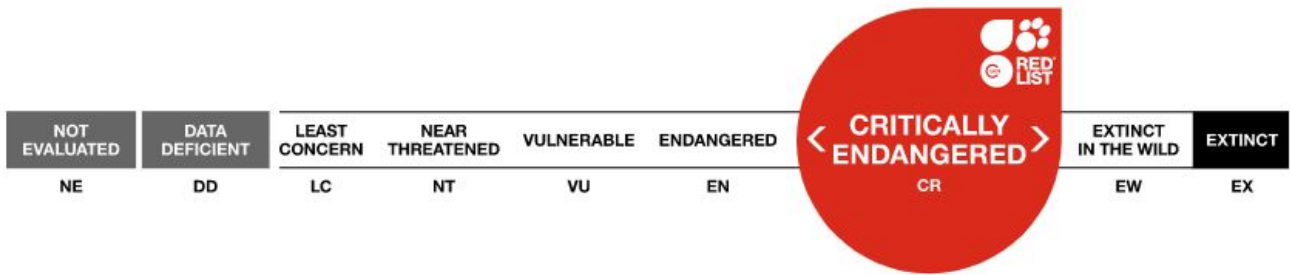 RED
LIST
NOT
EVALUATED
DATA
DEFICIENT
LEAST
CONCERN
NEAR
THREATENED
VULNERABLE
ENDANGERED
< CRITICALLY
ENDANGERED >
EXTINCT
IN THE WILD
EXTINCT
NE
DD
LC
NT
VU
EN
CR
EW
EX